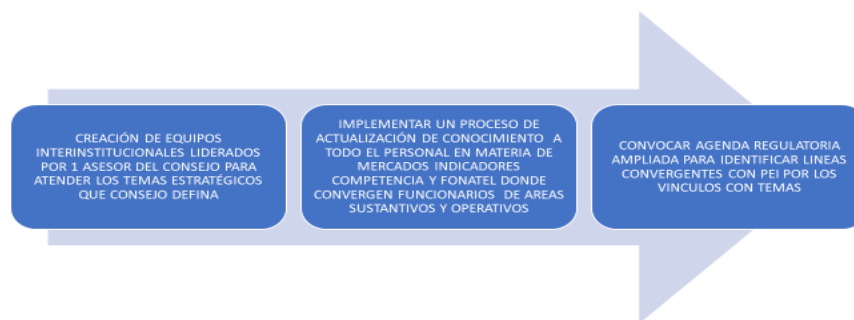 CREACIÓN DE EQUIPOS
INTERINSTITUCIONALES LIDERADOS
POR 1 ASESOR DEL CONSEJO PARA
ATENDER LOS TEMAS ESTRATÉGICOS
QUE CONSEJO DEFINA
IMPLEMENTAR UN PROCESO DE
ACTUALIZACIÓN DE CONOCIMIENTO A
TODO EL PERSONAL EN MATERIA DE
MERCADOS INDICADORES
COMPETENCIA Y FONATEL DONDE
CONVERGEN FUNCIONARIOS DE AREAS
SUSTANTIVOS Y OPERATIVOS
CONVOCAR AGENDA REGULATORIA
AMPLIADA PARA IDENTIFICAR LINEAS
CONVERGENTES CON PEI POR LOS
VINCULOS CON TEMAS